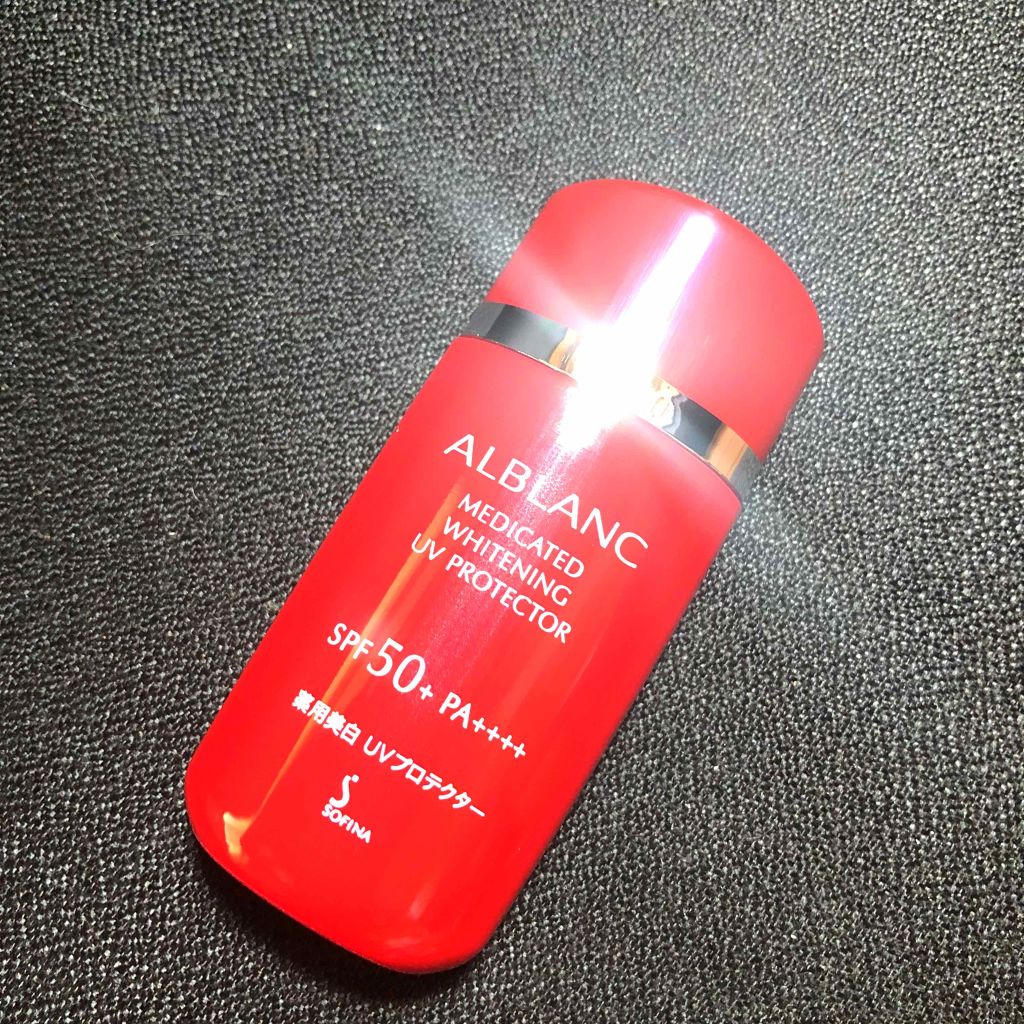 ALBLANC
MEDICATED
WHITENING
UV PROTECTOR
SPF50+ PA++++
薬用美白 UVプロテクター
SOFINA